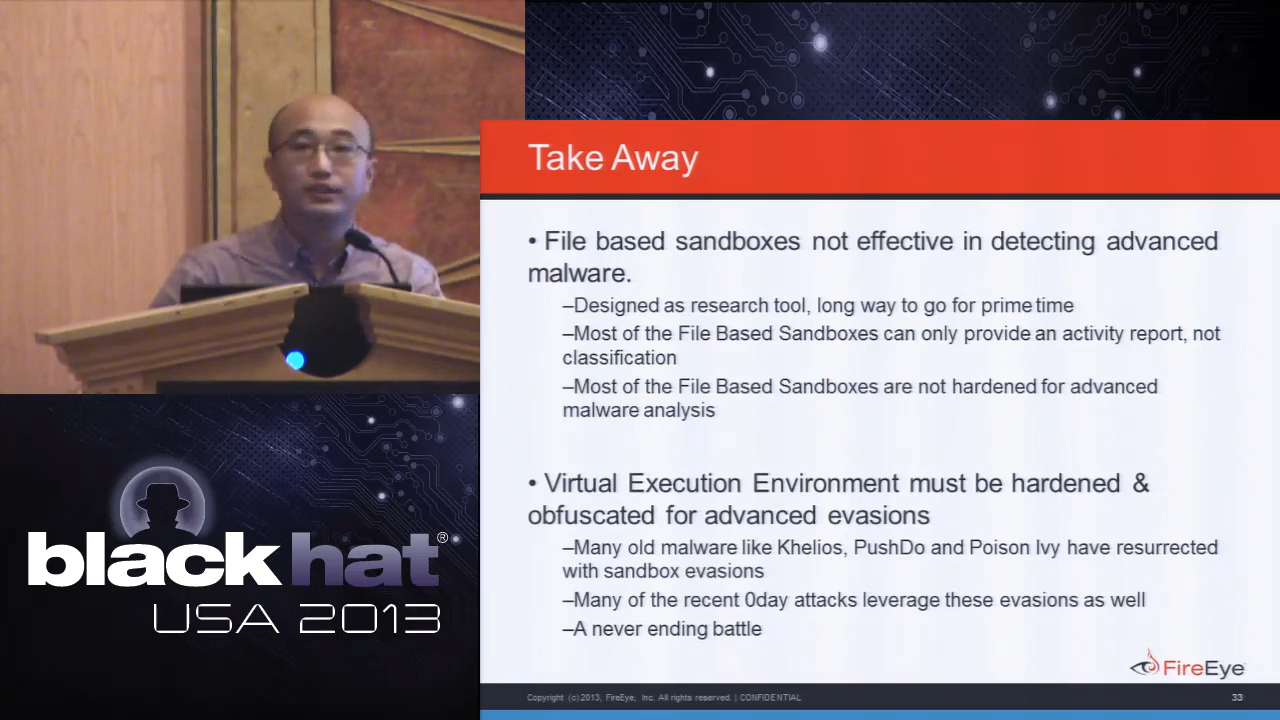 Take Away
• File based sandboxes not effective in detecting advanced
malware.
–Designed as research tool, long way to go for prime time
–Most of the File Based Sandboxes can only provide an activity report, not
classification
–Most of the File Based Sandboxes are not hardened for advanced
malware analysis
• Virtual Execution Environment must be hardened &
obfuscated for advanced evasions
–Many old malware like Khelios, PushDo and Poison Ivy have resurrected
with sandbox evasions
–Many of the recent 0day attacks leverage these evasions as well
–A never ending battle
FireEye
Copyright (c) 2013, FireEye, Inc. All rights reserved. | CONFIDENTIAL
33
blackhat®
USA 2013